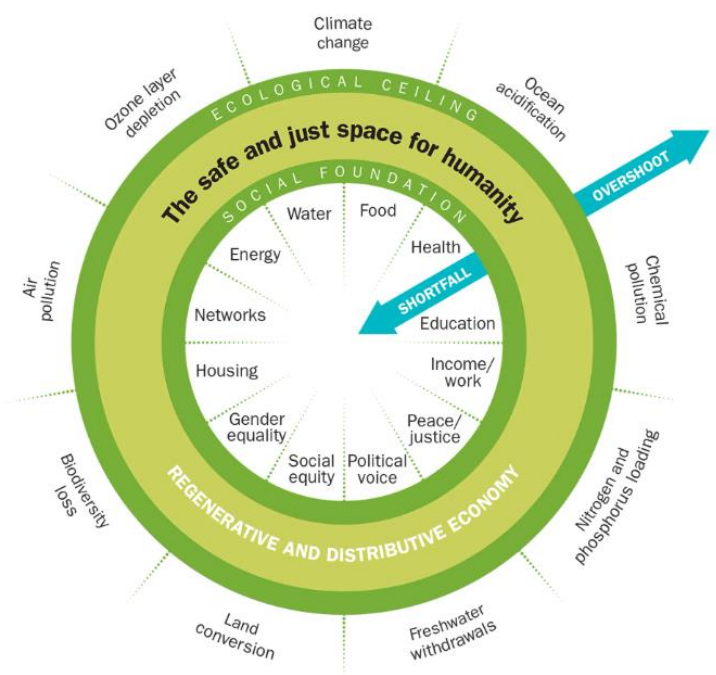 Climate
change
Ocean
acidification
Chemical
pollution
Nitrogen and
phosphorus loading
Freshwater
withdrawals
Land
conversion
Biodiversity
loss
Air
pollution
Ozone layer
depletion
ECOLOGICAL CEILING
The safe and just space for humanity
OVERSHOOT
SOCIAL FOUNDATION
Water
Food
Health
SHORTFALL
Education
Income/
work
Peace/
justice
Political
voice
Social
equity
Gender
equality
Housing
Networks
Energy
REGENERATIVE AND DISTRIBUTIVE ECONOMY